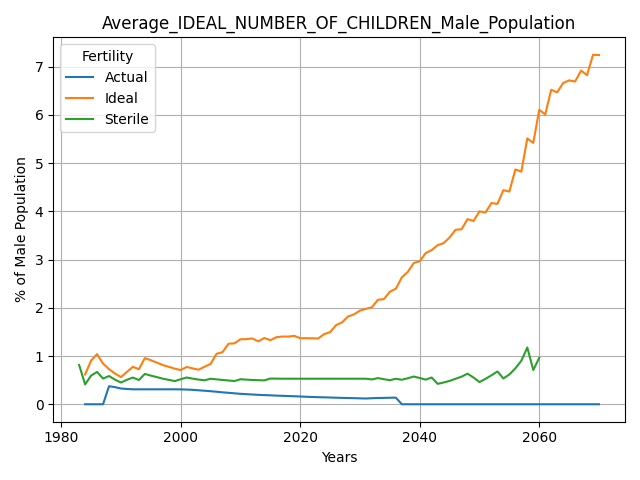 Average_IDEAL_NUMBER_OF_CHILDREN_Male_Population
Fertility
Actual
Ideal
Sterile
% of Male Population
7
6
5
4
3
2
1
0
1980
2000
2020
2040
2060
Years